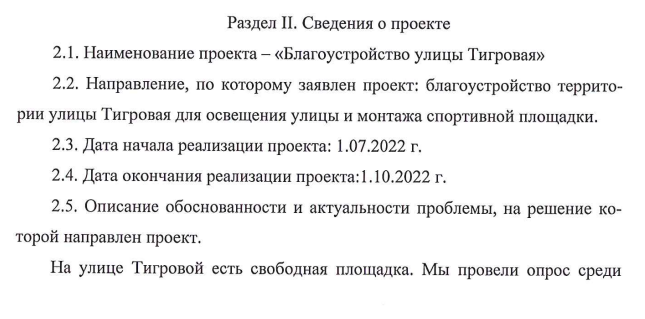 Раздел II. Сведения о проекте
2.1. Наименование проекта – «Благоустройство улицы Тигровая»
2.2. Направление, по которому заявлен проект: благоустройство террито-
рии улицы Тигровая для освещения улицы и монтажа спортивной площадки.
2.3. Дата начала реализации проекта: 1.07.2022 г.
2.4. Дата окончания реализации проекта:1.10.2022 г.
2.5. Описание обоснованности и актуальности проблемы, на решение ко-
торой направлен проект.
На улице Тигровой есть свободная площадка. Мы провели опрос среди